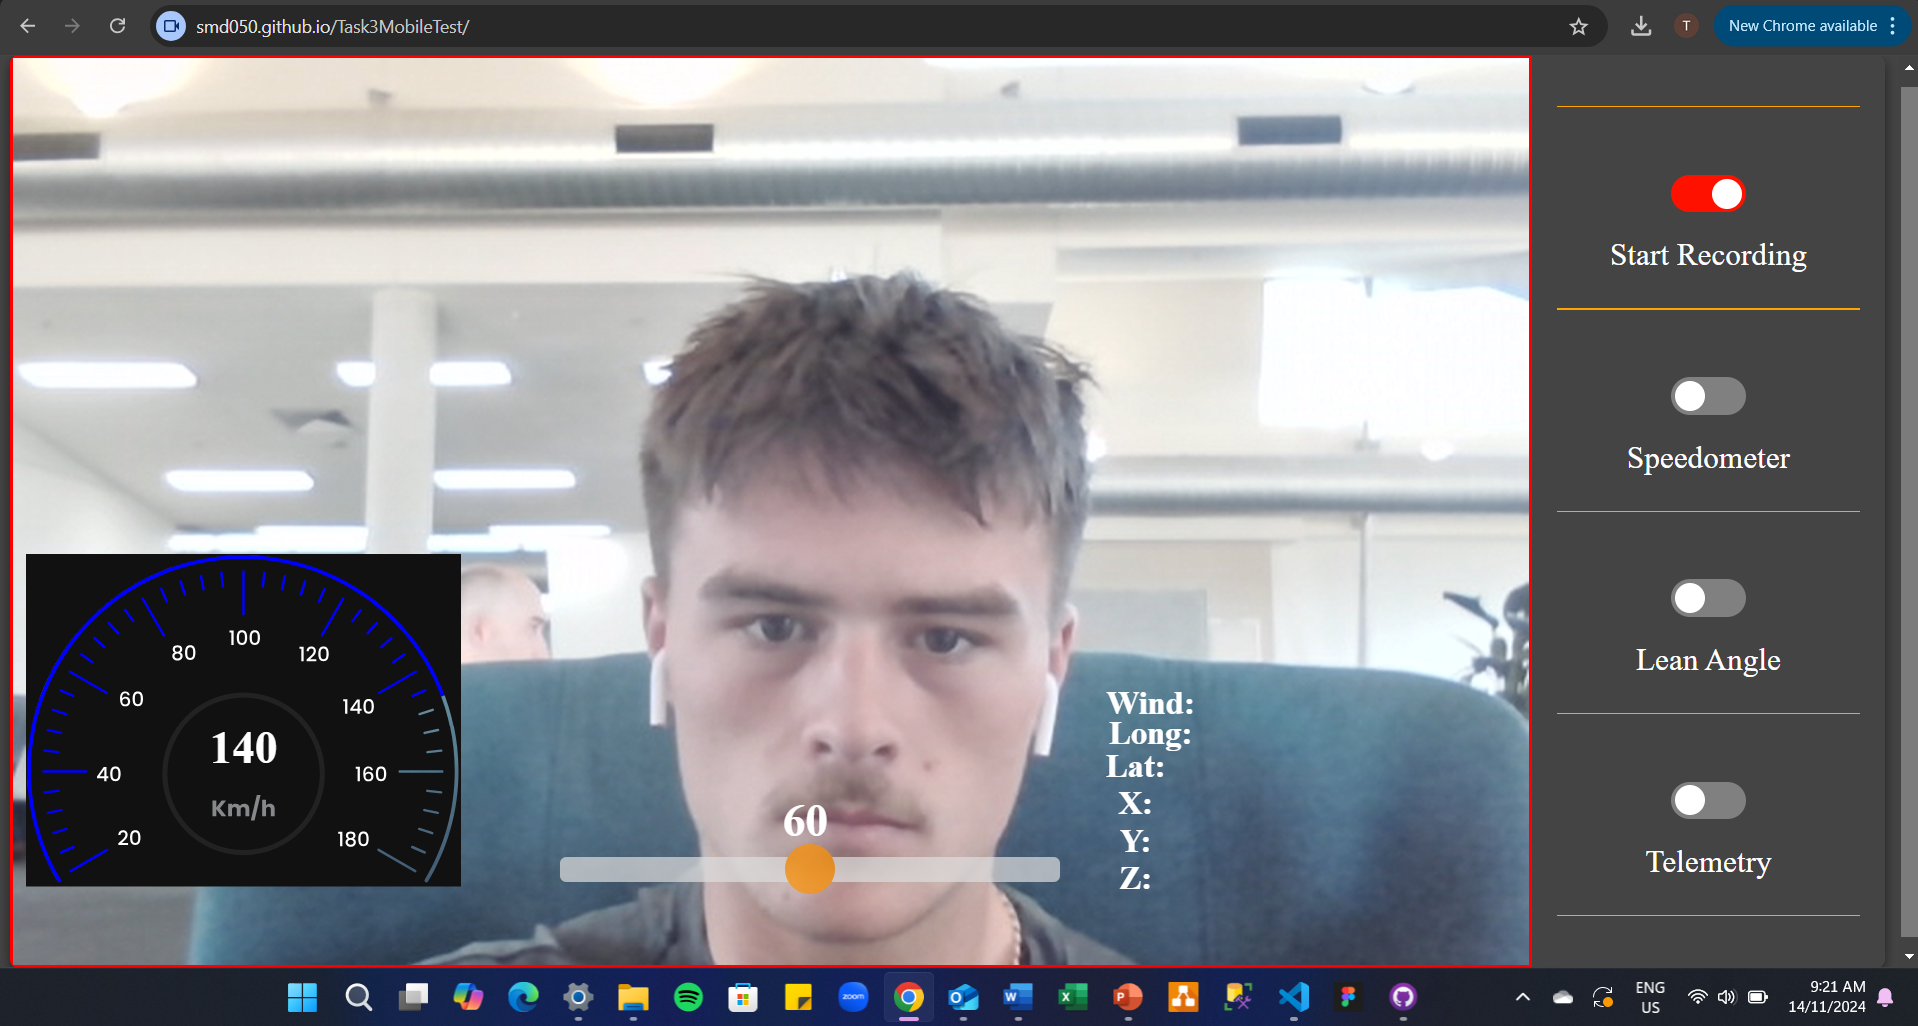 smd050.github.io/Task3MobileTest/
T
New Chrome available
Start Recording
Speedometer
Lean Angle
Telemetry
20
40
60
80
100
120
140
160
180
140
Km/h
60
Wind:
Long:
Lat:
X:
Y:
Z:
zoom
ENG
US
9:21 AM
14/11/2024